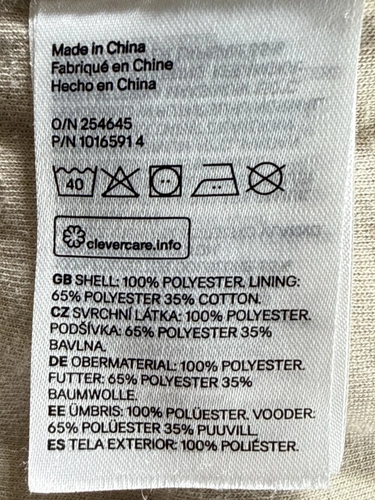 Made in China
Fabriqué en Chine
Hecho en China
O/N 254645
P/N 1016591 4
40
clevercare.info
GB SHELL: 100% POLYESTER. LINING:
65% POLYESTER 35% COTTON.
CZ SVRCHNÍ LÁTKA: 100% POLYESTER.
PODŠÍVKA: 65% POLYESTER 35%
BAVLNA.
DE OBERMATERIAL: 100% POLYESTER.
FUTTER: 65% POLYESTER 35%
BAUMWOLLE.
EE ÜMBRIS: 100% POLÜESTER. VOODER:
65% POLÜESTER 35% PUUVILL.
ES TELA EXTERIOR: 100% POLIÉSTER.